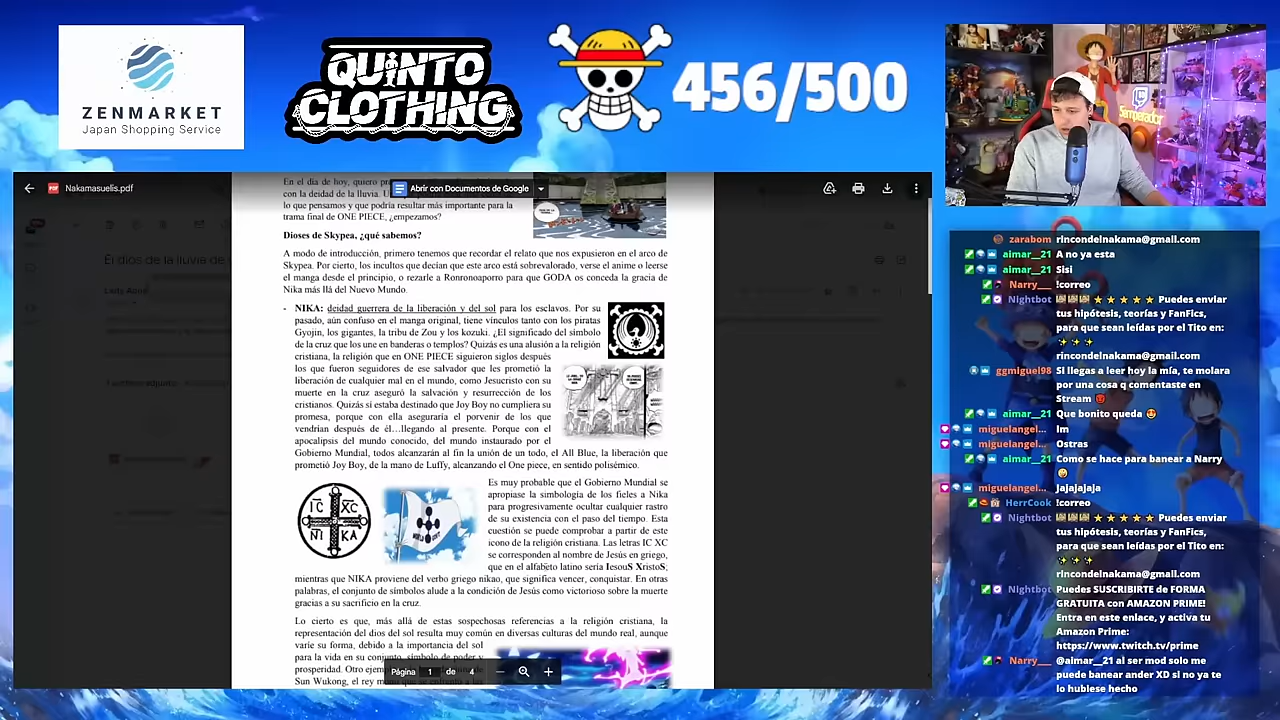 ZENMARKET
Japan Shopping Service
QUINTO
CLOTHING
456/500
Semperador
Nakamasuelis.pdf
Abrir con Documentos de Google
En el día de hoy, quiero
con la deidad de la lluvia.
lo que pensamos y que podría resultar más importante para la
trama final de ONE PIECE, ¿empezamos?
Dioses de Skypea, ¿qué sabemos?
A modo de introducción, primero tenemos que recordar el relato que nos expusieron en el arco de
Skypea. Por cierto, los incultos que decían que este arco está sobrevalorado, verse el anime o leerse
el manga desde el principio, o rezarle a Ronronoaporro para que GODA os conceda la gracia de
Nika más llá del Nuevo Mundo.
- NIKA: deidad guerrera de la liberación y del sol para los esclavos. Por su
pasado, aún confuso en el manga original, tiene vínculos tanto con los piratas
Gyojin, los gigantes, la tribu de Zou y los kozuki. ¿El significado del símbolo
de la cruz que los une en banderas o templos? Quizás es una alusión a la religión
cristiana, la religión que en ONE PIECE siguieron siglos después
los que fueron seguidores de ese salvador que les prometió la
liberación de cualquier mal en el mundo, como Jesucristo con su
muerte en la cruz aseguró la salvación y resurrección de los
cristianos. Quizás si estaba destinado que Joy Boy no cumpliera su
promesa, porque con ella aseguraría el porvenir de los que
vendrían después de él…llegando al presente. Porque con el
apocalipsis del mundo conocido, del mundo instaurado por el
Gobierno Mundial, todos alcanzarán al fin la unión de un todo, el All Blue, la liberación que
prometió Joy Boy, de la mano de Luffy, alcanzando el One piece, en sentido polisémico.
IC XC
NI KA
Es muy probable que el Gobierno Mundial se
apropiase la simbología de los fieles a Nika
para progresivamente ocultar cualquier rastro
de su existencia con el paso del tiempo. Esta
cuestión se puede comprobar a partir de este
icono de la religión cristiana. Las letras IC XC
se corresponden al nombre de Jesús en griego,
que en el alfabeto latino sería IesouS XristoS;
mientras que NIKA proviene del verbo griego nikao, que significa vencer, conquistar. En otras
palabras, el conjunto de símbolos alude a la condición de Jesús como victorioso sobre la muerte
gracias a su sacrificio en la cruz.
Lo cierto es que, más allá de estas sospechosas referencias a la religión cristiana, la
representación del dios del sol resulta muy común en diversas culturas del mundo real, aunque
varíe su forma, debido a la importancia del sol
para la vida en su conjunto, símbolo de poder y
prosperidad. Otro
Sun Wukong, el rey
Página 1 de 4
zarabom rincondelnakama@gmail.com
aimar__21 A no ya esta
aimar__21 Sisi
Narry___ !correo
Nightbot ★ ★ ★ ★ ★ Puedes enviar
tus hipótesis, teorías y FanFics,
para que sean leídas por el Tito en:
✨ ✨ ✨
rincondelnakama@gmail.com
ggmiguel98 SI llegas a leer hoy la mía, te molara
por una cosa q comentaste en
Stream
aimar__21 Que bonito queda 😍
miguelangel... Im
miguelangel... Ostras
aimar__21 Como se hace para banear a Narry
miguelangel... Jajajajaja
HerrCook !correo
Nightbot ★ ★ ★ ★ ★ Puedes enviar
tus hipótesis, teorías y FanFics,
para que sean leídas por el Tito en:
✨ ✨ ✨
rincondelnakama@gmail.com
Nightbot Puedes SUSCRIBIRTE de FORMA
GRATUITA con AMAZON PRIME!
Entra en este enlace, y activa tu
Amazon Prime:
https://www.twitch.tv/prime
Narry___ @aimar__21 al ser mod solo me
puede banear ander XD si no ya te
lo hubiese hecho